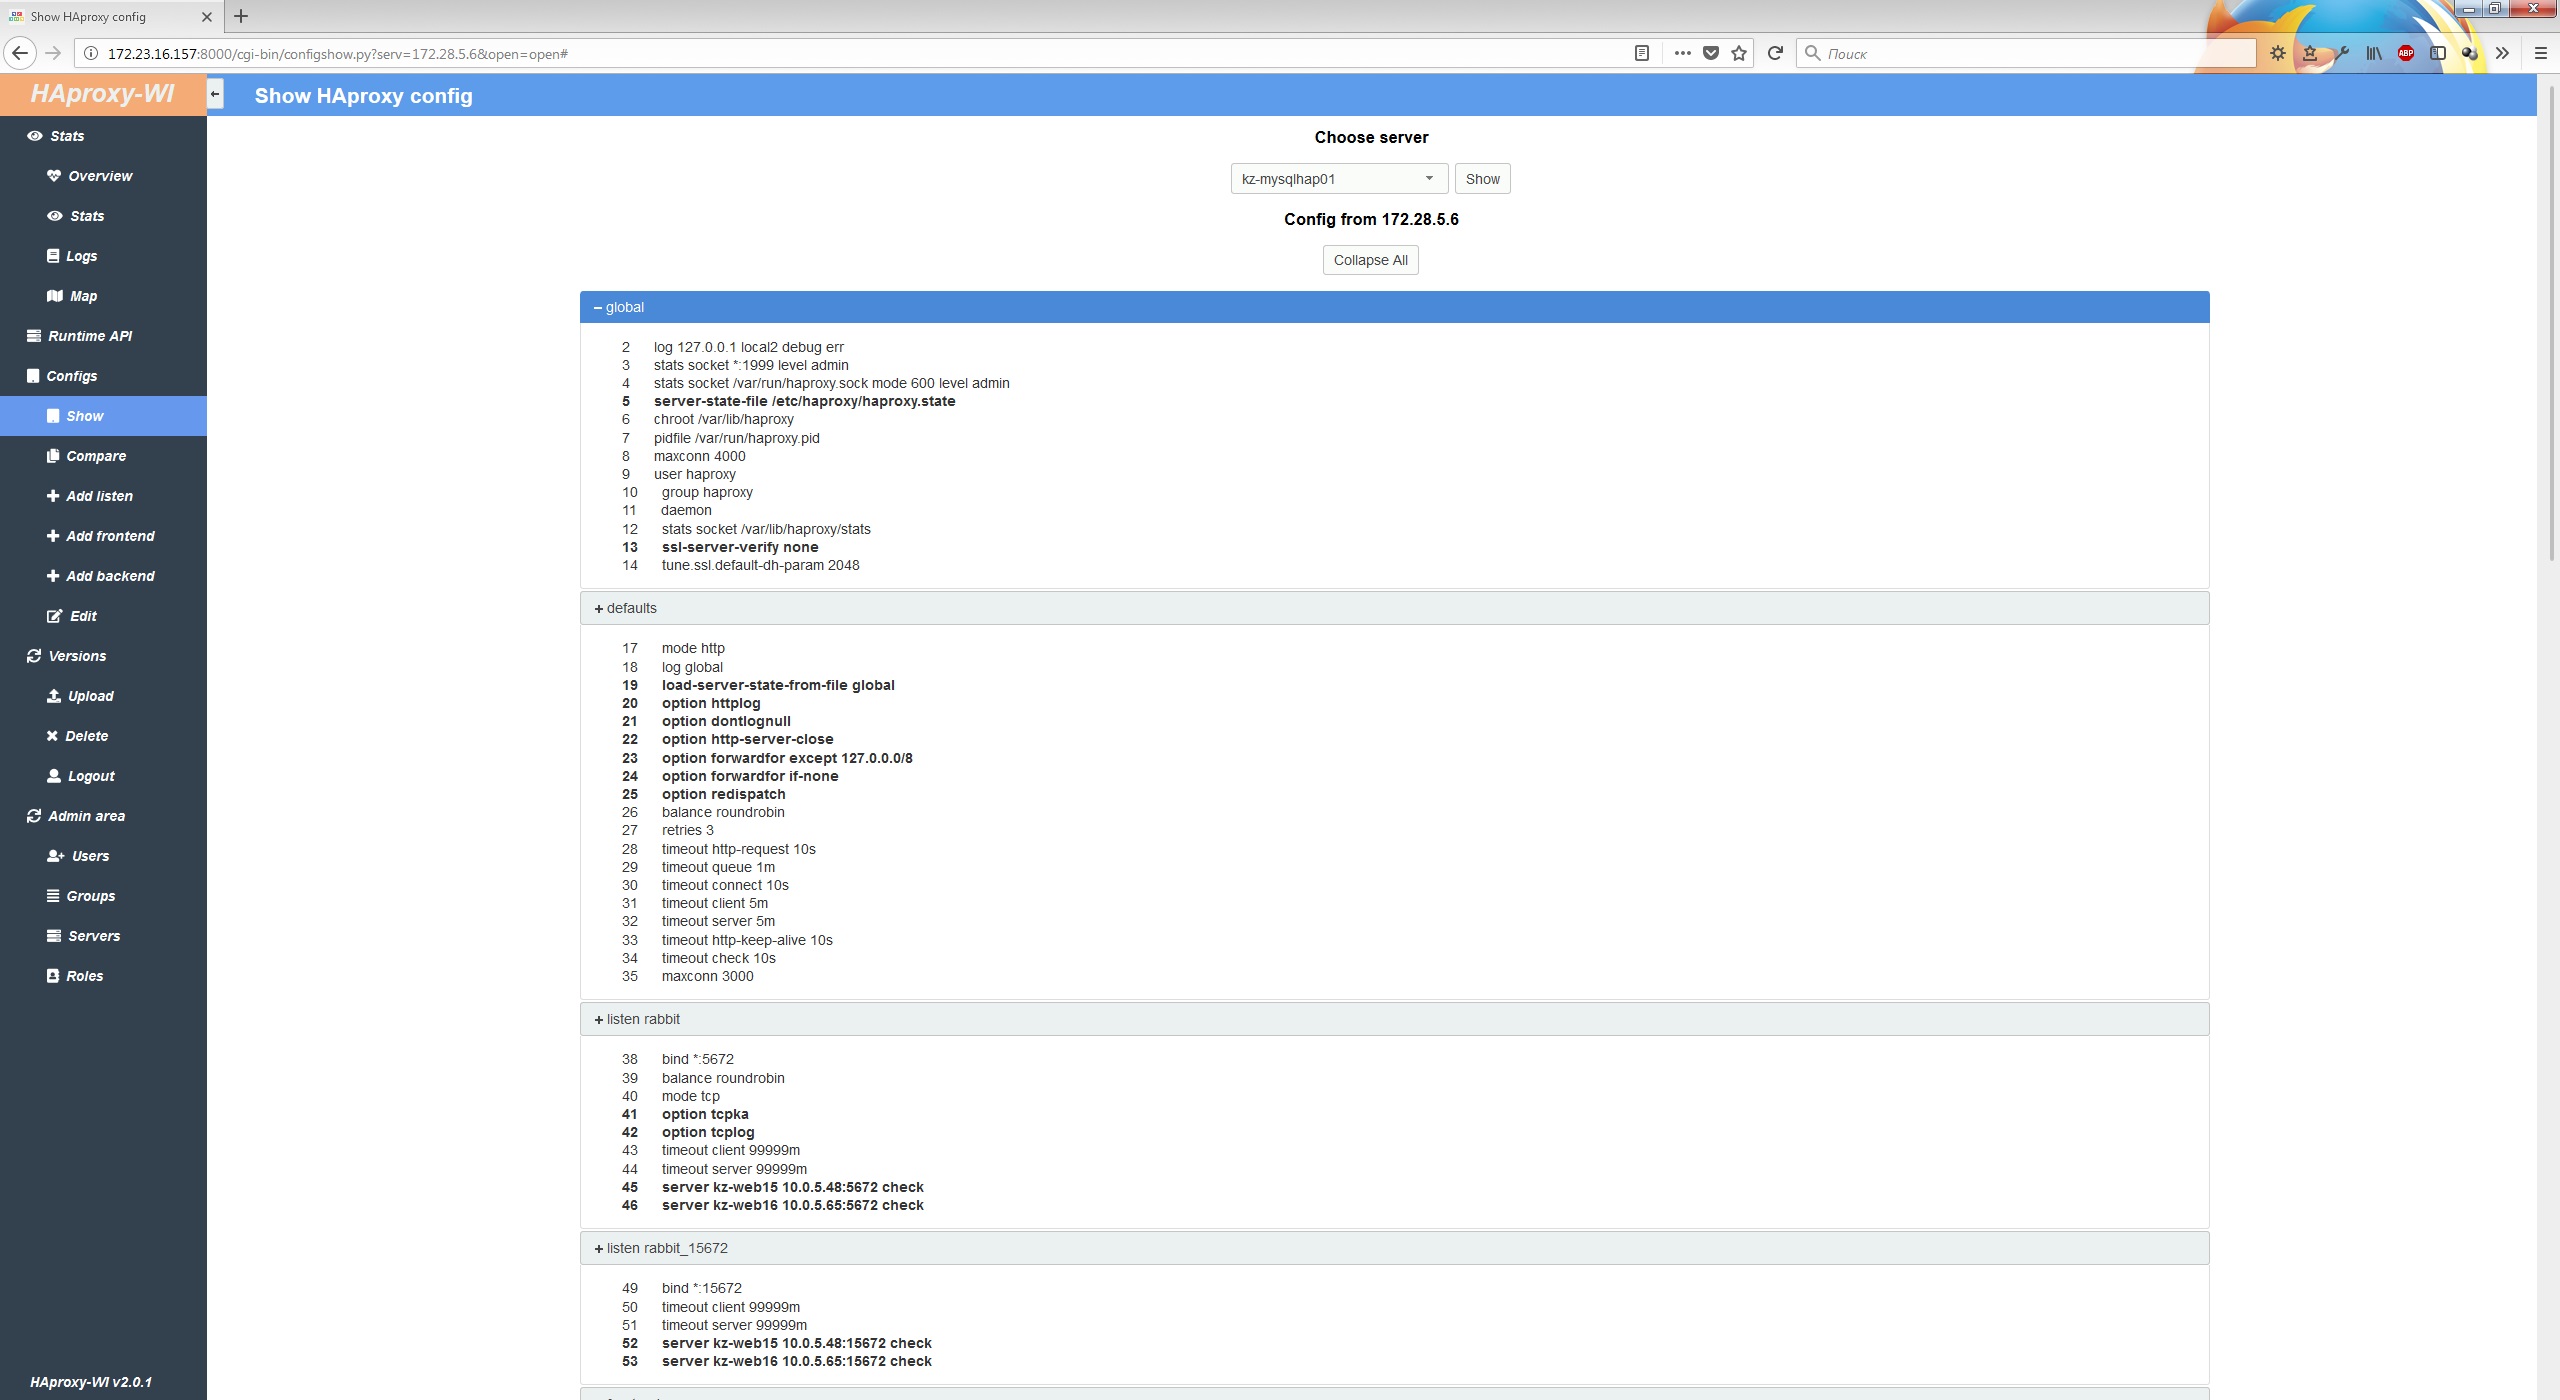 Show HAproxy config
172.23.16.157:8000/cgi-bin/configshow.py?serv=172.28.5.6&open=open#
Поиск
ABP
HAproxy-WI
Show HAproxy config
Stats
Overview
Stats
Logs
Map
Runtime API
Configs
Show
Compare
Add listen
Add frontend
Add backend
Edit
Versions
Upload
Delete
Logout
Admin area
Users
Groups
Servers
Roles
HAproxy-WI v2.0.1
Choose server
kz-mysqlhap01 Show
Config from 172.28.5.6
Collapse All
global
2 log 127.0.0.1 local2 debug err
3 stats socket *:1999 level admin
4 stats socket /var/run/haproxy.sock mode 600 level admin
5 server-state-file /etc/haproxy/haproxy.state
6 chroot /var/lib/haproxy
7 pidfile /var/run/haproxy.pid
8 maxconn 4000
9 user haproxy
10 group haproxy
11 daemon
12 stats socket /var/lib/haproxy/stats
13 ssl-server-verify none
14 tune.ssl.default-dh-param 2048
defaults
17 mode http
18 log global
19 load-server-state-from-file global
20 option httplog
21 option dontlognull
22 option http-server-close
23 option forwardfor except 127.0.0.0/8
24 option forwardfor if-none
25 option redispatch
26 balance roundrobin
27 retries 3
28 timeout http-request 10s
29 timeout queue 1m
30 timeout connect 10s
31 timeout client 5m
32 timeout server 5m
33 timeout http-keep-alive 10s
34 timeout check 10s
35 maxconn 3000
listen rabbit
38 bind *:5672
39 balance roundrobin
40 mode tcp
41 option tcpka
42 option tcplog
43 timeout client 99999m
44 timeout server 99999m
45 server kz-web15 10.0.5.48:5672 check
46 server kz-web16 10.0.5.65:5672 check
listen rabbit_15672
49 bind *:15672
50 timeout client 99999m
51 timeout server 99999m
52 server kz-web15 10.0.5.48:15672 check
53 server kz-web16 10.0.5.65:15672 check